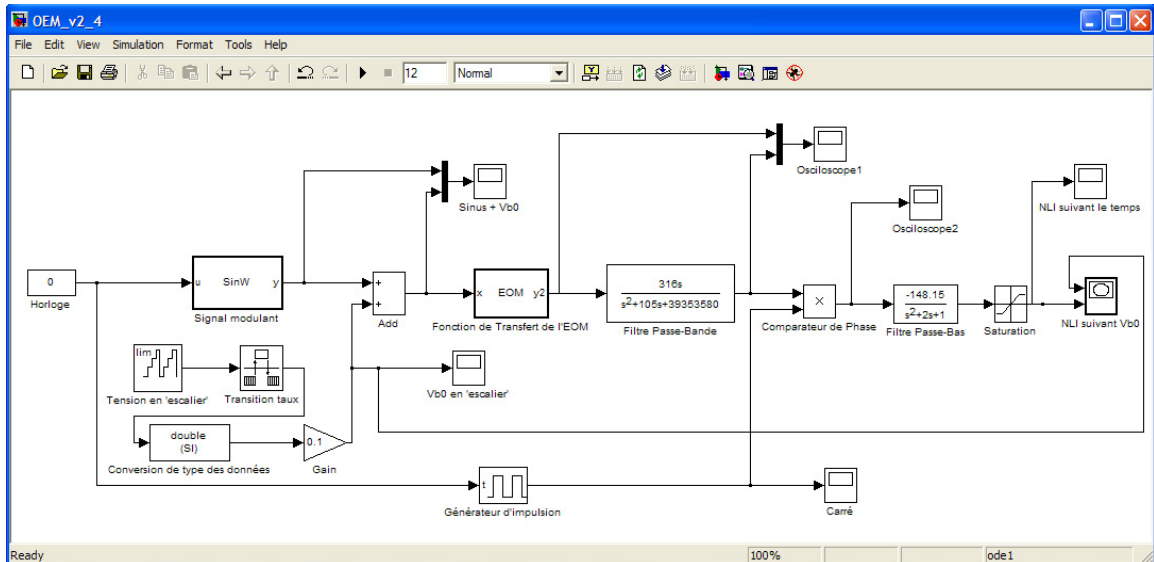 OEM_v2_4
File Edit View Simulation Format Tools Help
12 Normal
Osciloscope1
Sinus + Vb0
NLI suivant le temps
Osciloscope2
0
Horloge
u SinW y
Signal modulant
+
+
Add
x EOM y2
Fonction de Transfert de l'EOM
316s
s²+105s+39353580
Filtre Passe-Bande
×
Comparateur de Phase
-148.15
s²+2s+1
Filtre Passe-Bas
Saturation
NLI suivant Vb0
lim
Tension en 'escalier'
Transition taux
Vb0 en 'escalier'
double
(SI)
Conversion de type des données
0.1
Gain
t
Générateur d'impulsion
Carré
Ready 100% ode1